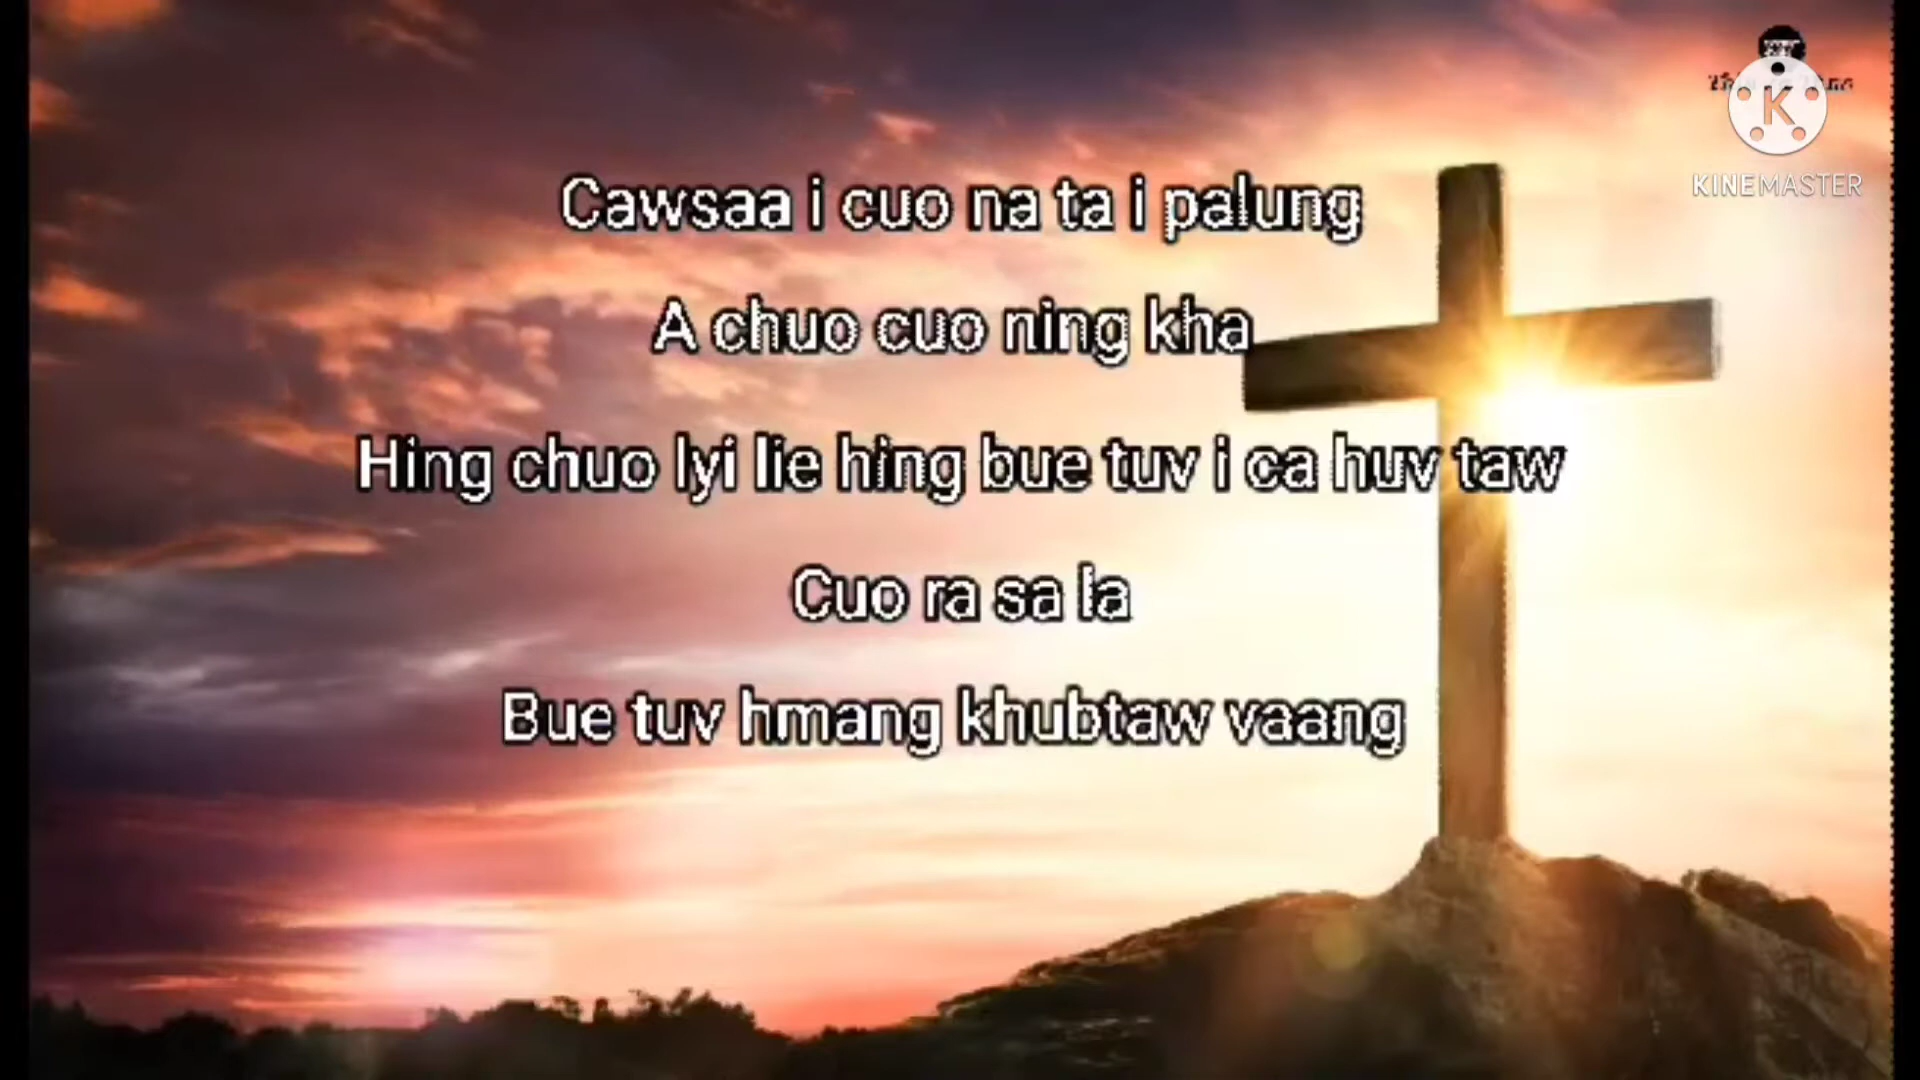 KINEMASTER
Cawsaa i cuo na ta i palung
A chuo cuo ning kha
Hing chuo lyi lie hing bue tuv i ca huv taw
Cuo ra sa la
Bue tuv hmang khubtaw vaang